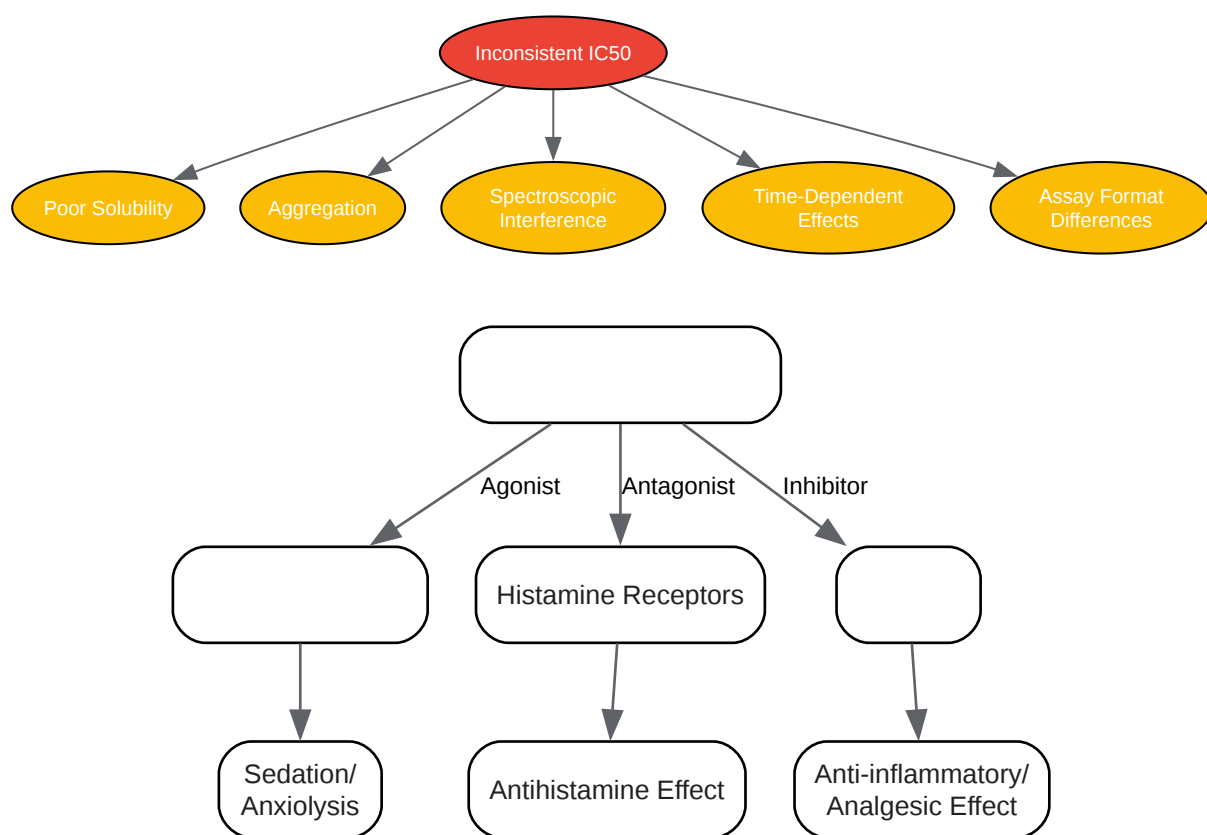 Inconsistent IC50
Poor Solubility
Aggregation
Spectroscopic
Interference
Time-Dependent
Effects
Assay Format
Differences
Agonist
Antagonist
Inhibitor
Histamine Receptors
Sedation/
Anxiolysis
Antihistamine Effect
Anti-inflammatory/
Analgesic Effect